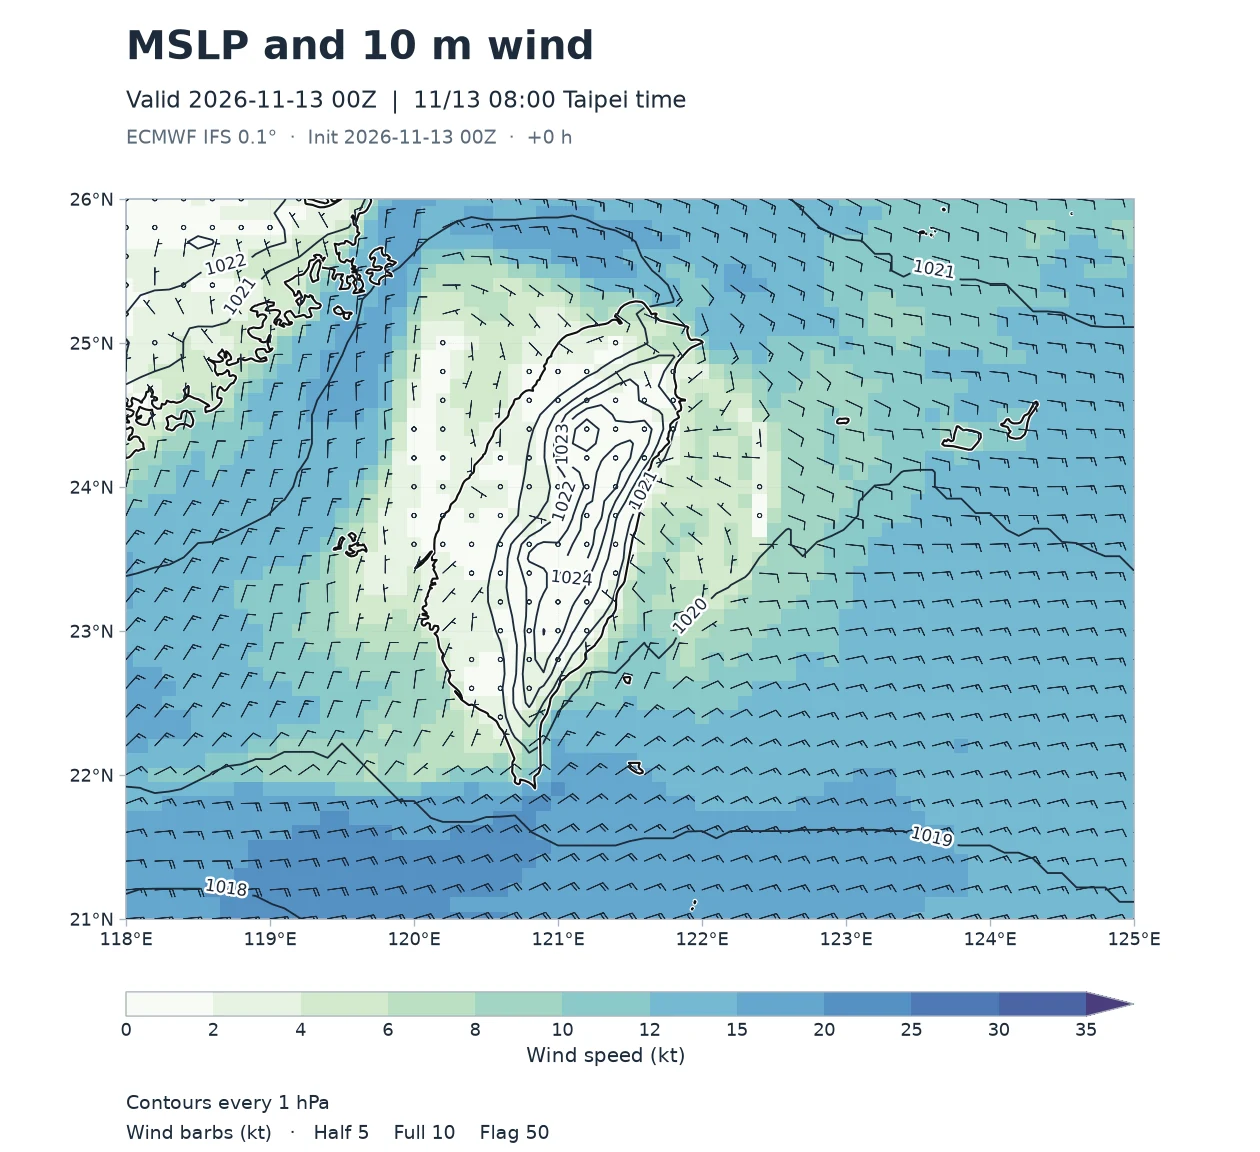 MSLP and 10 m wind
Valid 2026-11-13 00Z | 11/13 08:00 Taipei time
ECMWF IFS 0.1° · Init 2026-11-13 00Z · +0 h
26°N
25°N
24°N
23°N
22°N
21°N
1022
1021
1021
1023
1022
1021
1024
1020
1019
1018
118°E 119°E 120°E 121°E 122°E 123°E 124°E 125°E
0 2 4 6 8 10 12 15 20 25 30 35
Wind speed (kt)
Contours every 1 hPa
Wind barbs (kt) · Half 5 Full 10 Flag 50